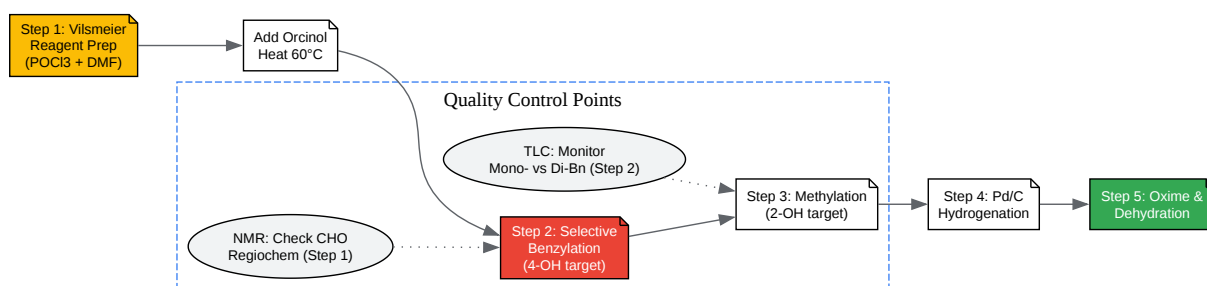 Step 1: Vilsmeier
Reagent Prep
(POCl3 + DMF)
Add Orcinol
Heat 60°C
Quality Control Points
TLC: Monitor
Mono- vs Di-Bn (Step 2)
NMR: Check CHO
Regiochem (Step 1)
Step 2: Selective
Benzylation
(4-OH target)
Step 3: Methylation
(2-OH target)
Step 4: Pd/C
Hydrogenation
Step 5: Oxime &
Dehydration